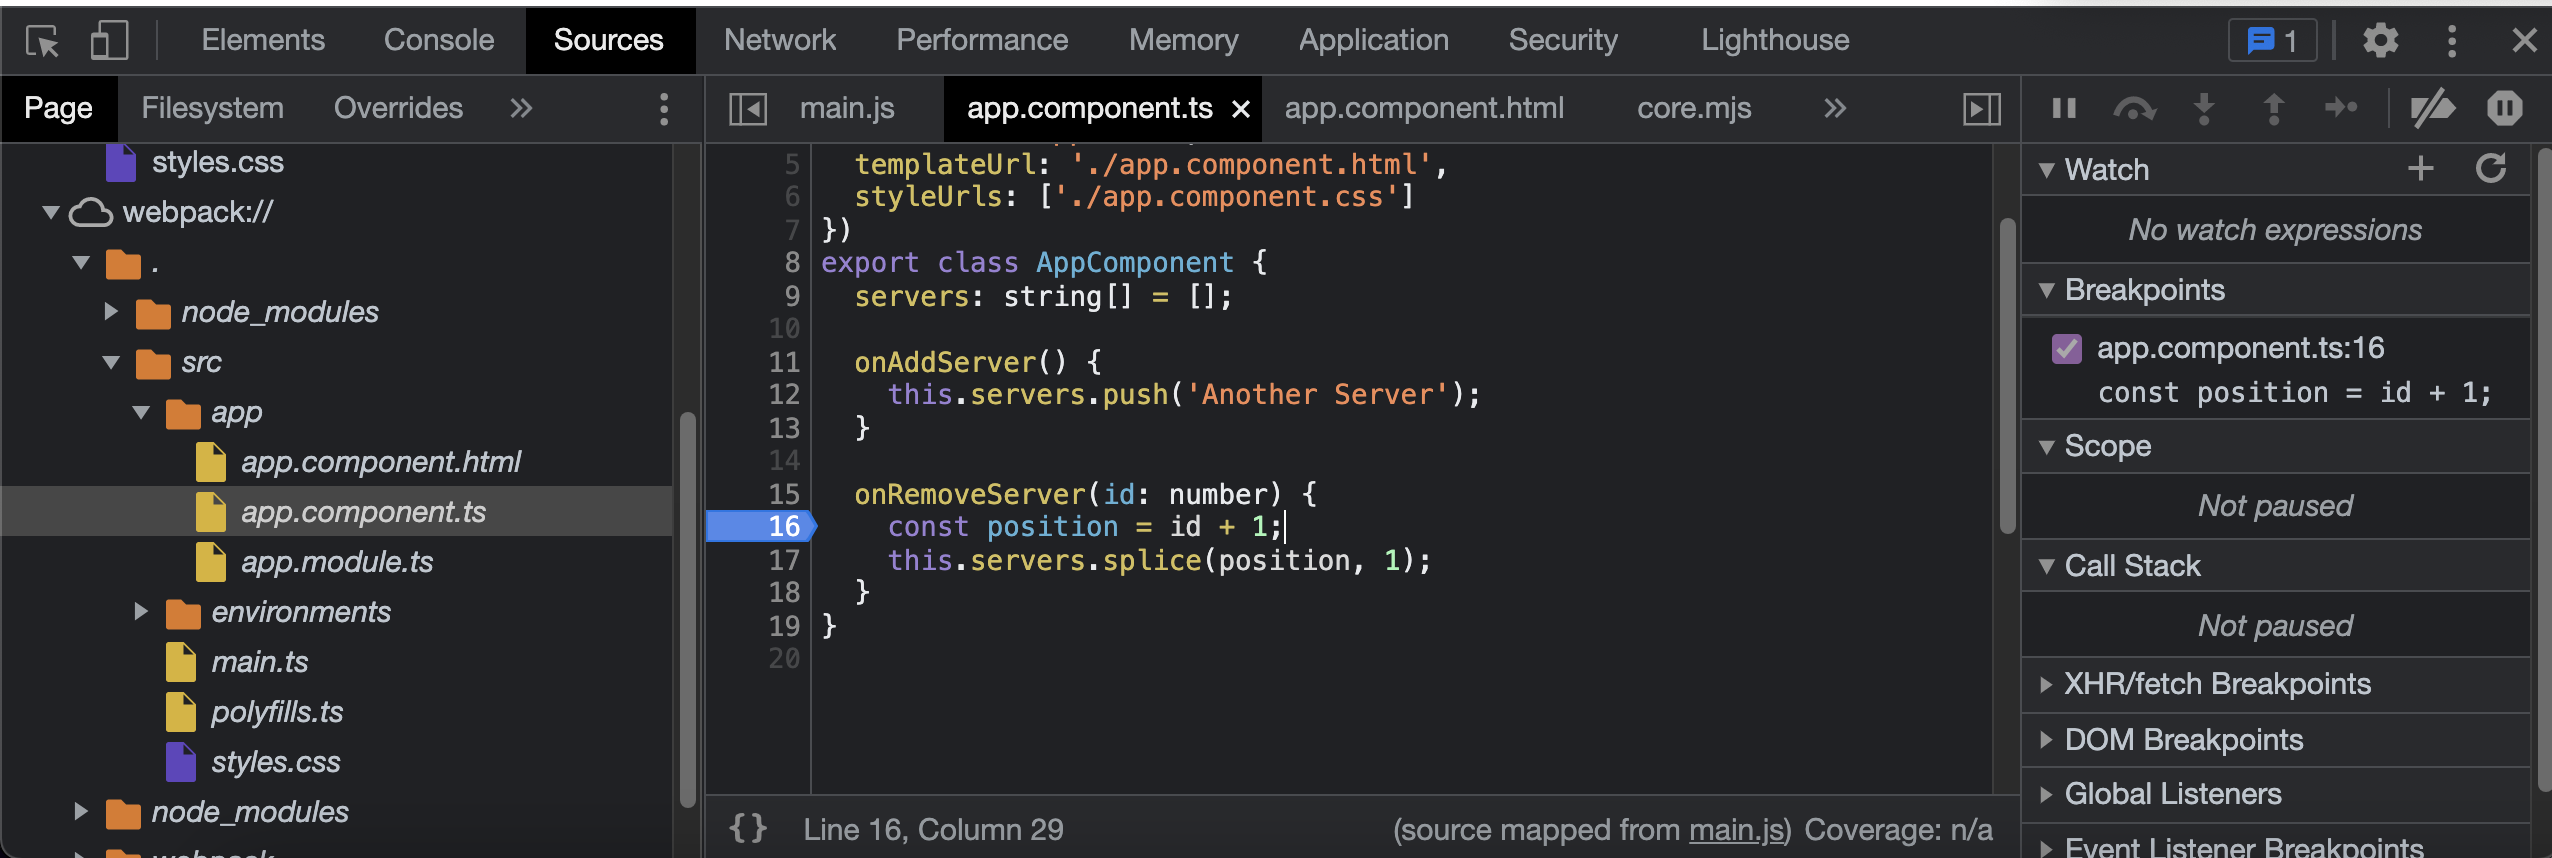 Elements Console Sources Network Performance Memory Application Security Lighthouse 1
Page Filesystem Overrides
styles.css
webpack://
.
node_modules
src
app
app.component.html
app.component.ts
app.module.ts
environments
main.ts
polyfills.ts
styles.css
node_modules
webpack
main.js app.component.ts app.component.html core.mjs
5 templateUrl: './app.component.html',
6 styleUrls: ['./app.component.css']
7 })
8 export class AppComponent {
9 servers: string[] = [];
10
11 onAddServer() {
12 this.servers.push('Another Server');
13 }
14
15 onRemoveServer(id: number) {
16 const position = id + 1;
17 this.servers.splice(position, 1);
18 }
19 }
20
{} Line 16, Column 29 (source mapped from main.js) Coverage: n/a
Watch
No watch expressions
Breakpoints
app.component.ts:16
const position = id + 1;
Scope
Not paused
Call Stack
Not paused
XHR/fetch Breakpoints
DOM Breakpoints
Global Listeners
Event Listener Breakpoints